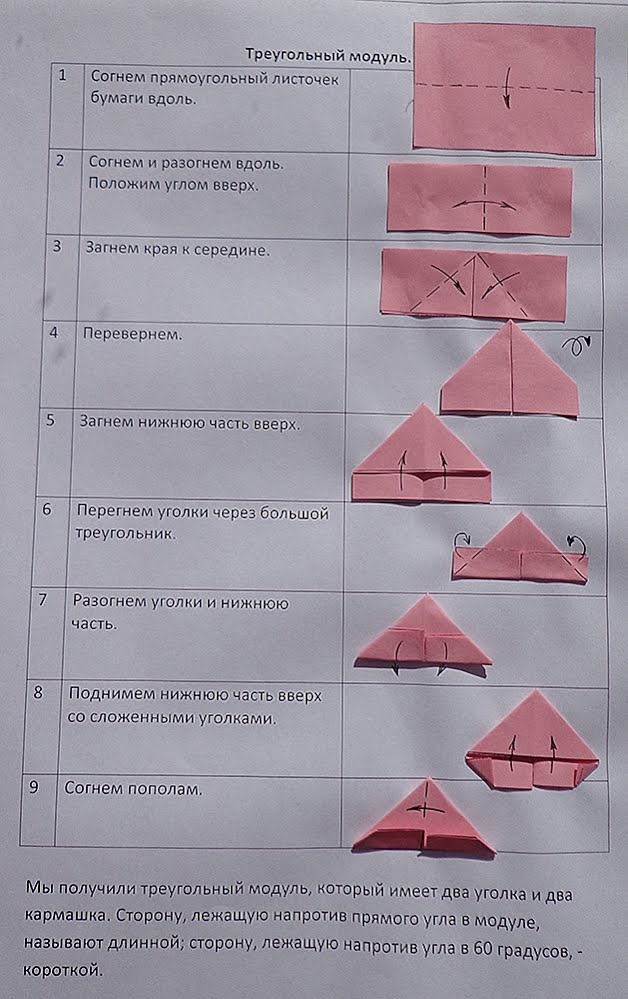 Треугольный модуль.
1
Согнем прямоугольный листочек
бумаги вдоль.
2
Согнем и разогнем вдоль.
Положим углом вверх.
3
Загнем края к середине.
4
Перевернем.
5
Загнем нижнюю часть вверх.
6
Перегнем уголки через большой
треугольник.
7
Разогнем уголки и нижнюю
часть.
8
Поднимем нижнюю часть вверх
со сложенными уголками.
9
Согнем пополам.
Мы получили треугольный модуль, который имеет два уголка и два
кармашка. Сторону, лежащую напротив прямого угла в модуле,
называют длинной; сторону, лежащую напротив угла в 60 градусов, -
короткой.